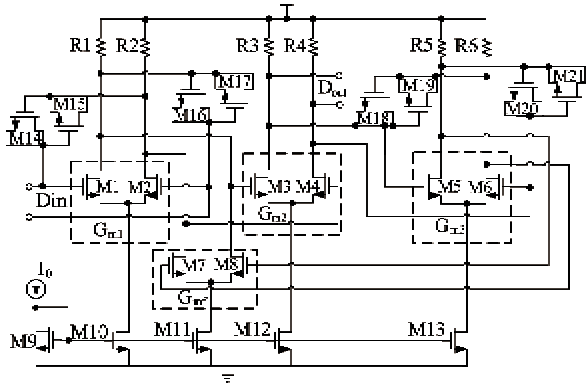 R1 R2 R3 R4 R5 R6
M15 M17 M19 M21
Dout
M14 M16 M18 M20
M1 M2 M3 M4 M5 M6
Din
Gm1 Gm2 Gm3
M7 M8
I0
M9 M10 M11 M12 M13